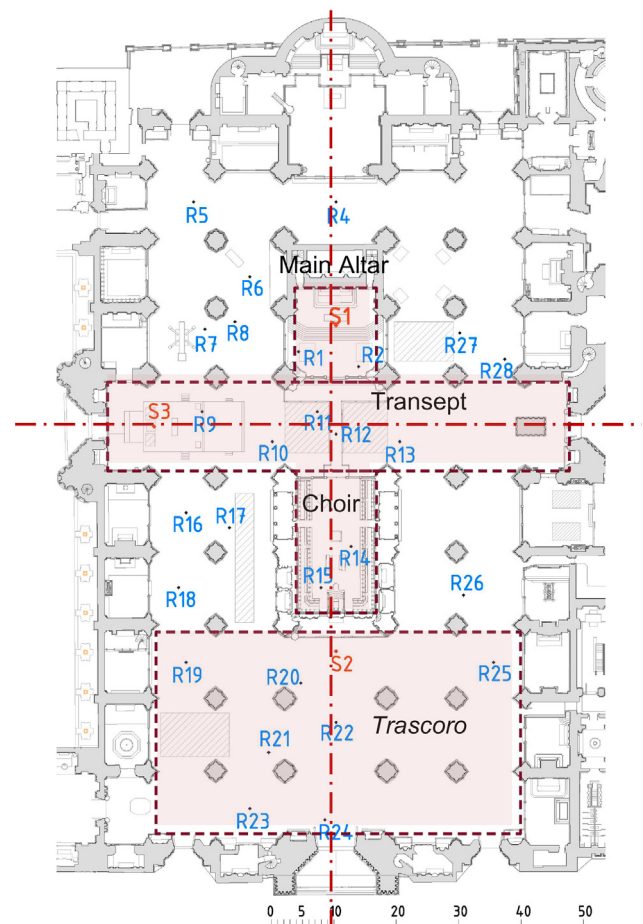 R5
R4
Main Altar
R6
S1
R8
R7
R27
R1
R2
R28
Transept
S3
R9
R11
R12
R10
R13
Choir
R16
R17
R14
R15
R18
R26
S2
R19
R20
R25
R22
Trascoro
R21
R23
R24
0 5 10 20 30 40 50